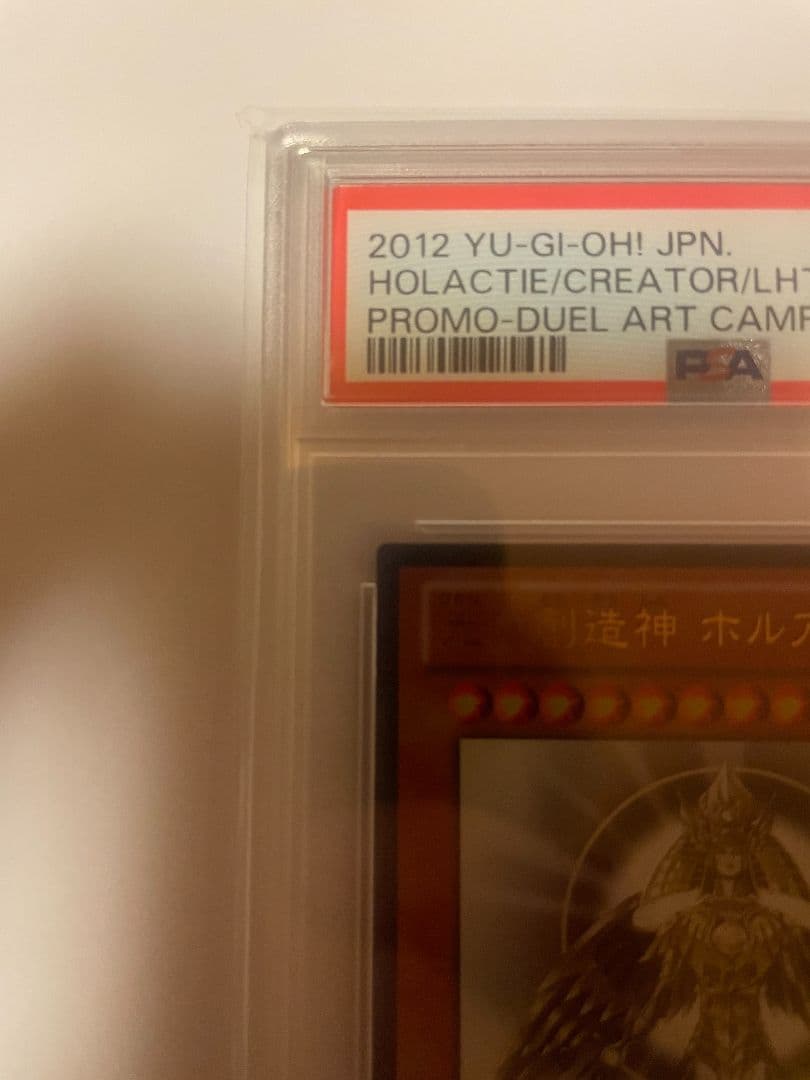 2012 YU-GI-OH! JPN.
HOLACTIE/CREATOR/LHT
PROMO-DUEL ART CAMP
PSA
創造神 ホルア